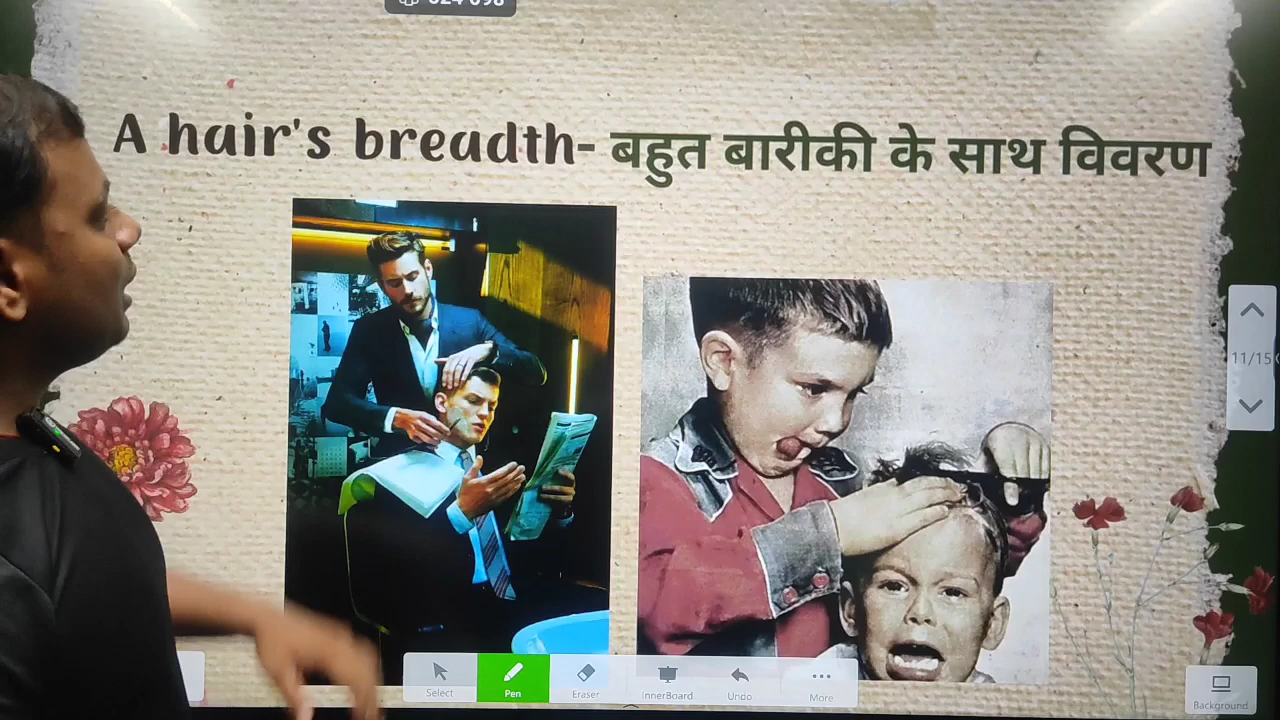 A hair's breadth- बहुत बारीकी के साथ विवरण
11/15
Select
Pen
Eraser
InnerBoard
Undo
More
Background